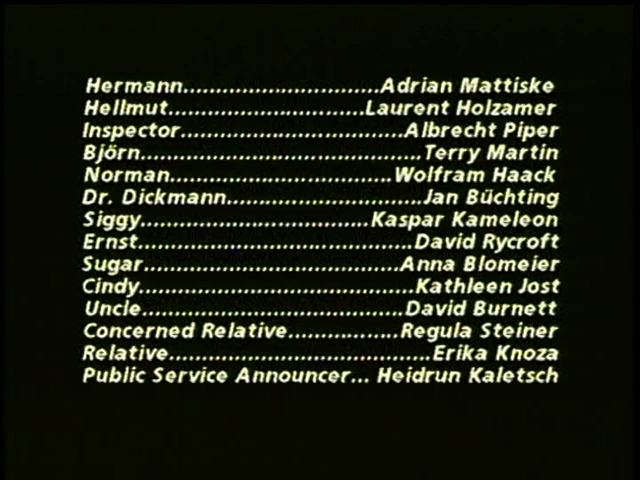 Hermann...............................Adrian Mattiske
Hellmut...............................Laurent Holzamer
Inspector...................................Albrecht Piper
Björn............................................Terry Martin
Norman...................................Wolfram Haack
Dr. Dickmann...............................Jan Büchting
Siggy....................................Kaspar Kameleon
Ernst...........................................David Rycroft
Sugar.........................................Anna Blomeier
Cindy...........................................Kathleen Jost
Uncle.........................................David Burnett
Concerned Relative..................Regula Steiner
Relative.........................................Erika Knoza
Public Service Announcer... Heidrun Kaletsch